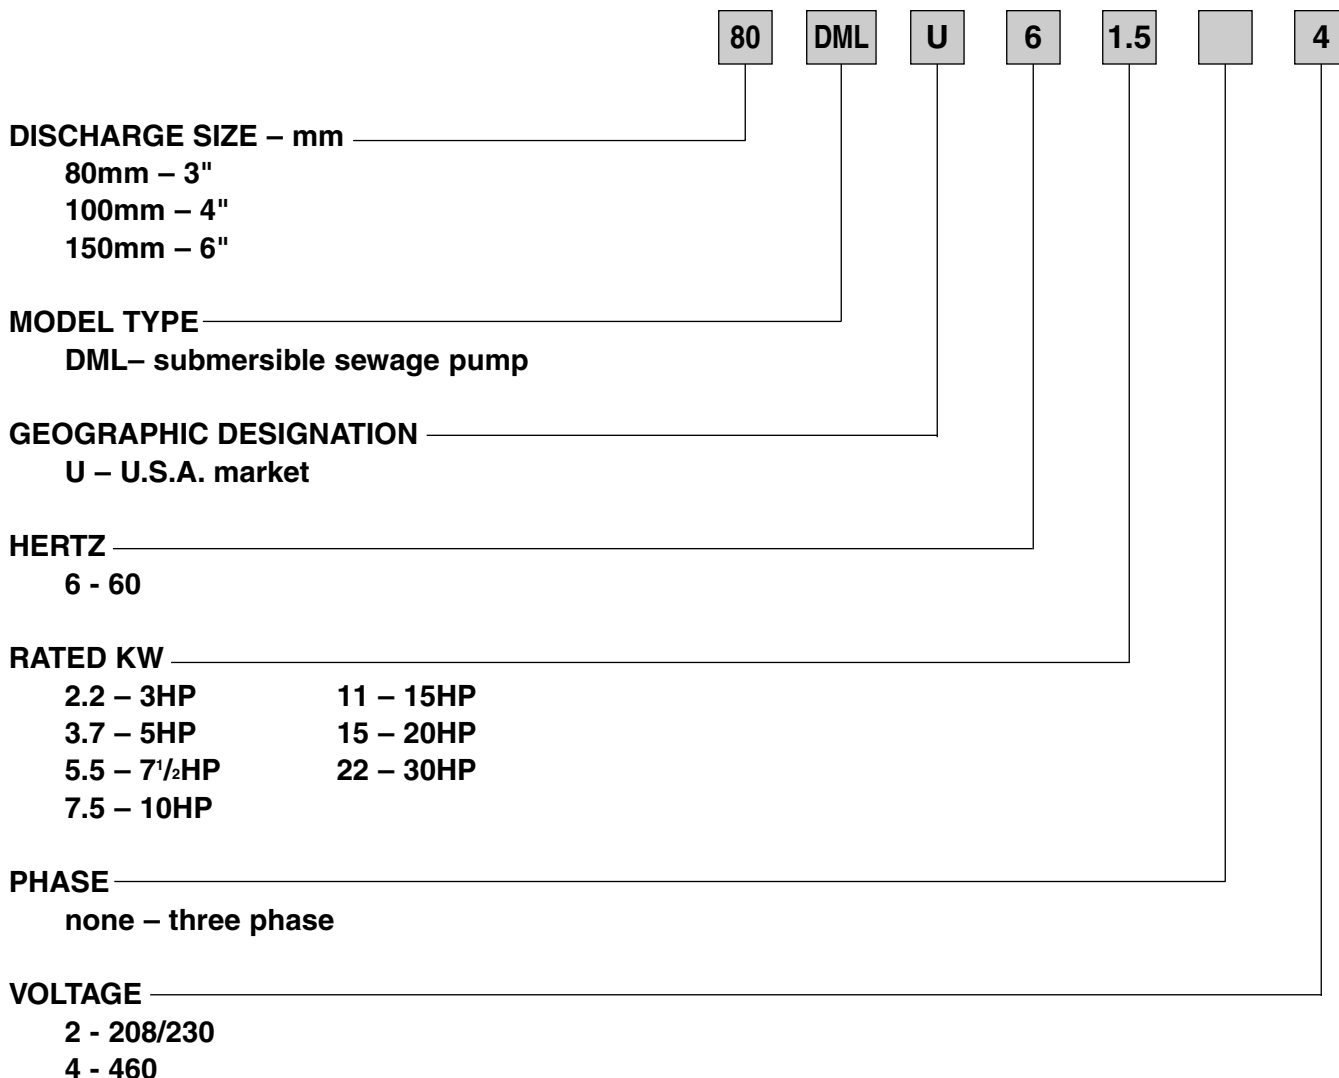 80 DML U 6 1.5 4
DISCHARGE SIZE – mm
80mm – 3"
100mm – 4"
150mm – 6"
MODEL TYPE
DML– submersible sewage pump
GEOGRAPHIC DESIGNATION
U – U.S.A. market
HERTZ
6 - 60
RATED KW
2.2 – 3HP 11 – 15HP
3.7 – 5HP 15 – 20HP
5.5 – 7 1/2HP 22 – 30HP
7.5 – 10HP
PHASE
none – three phase
VOLTAGE
2 - 208/230
4 - 460